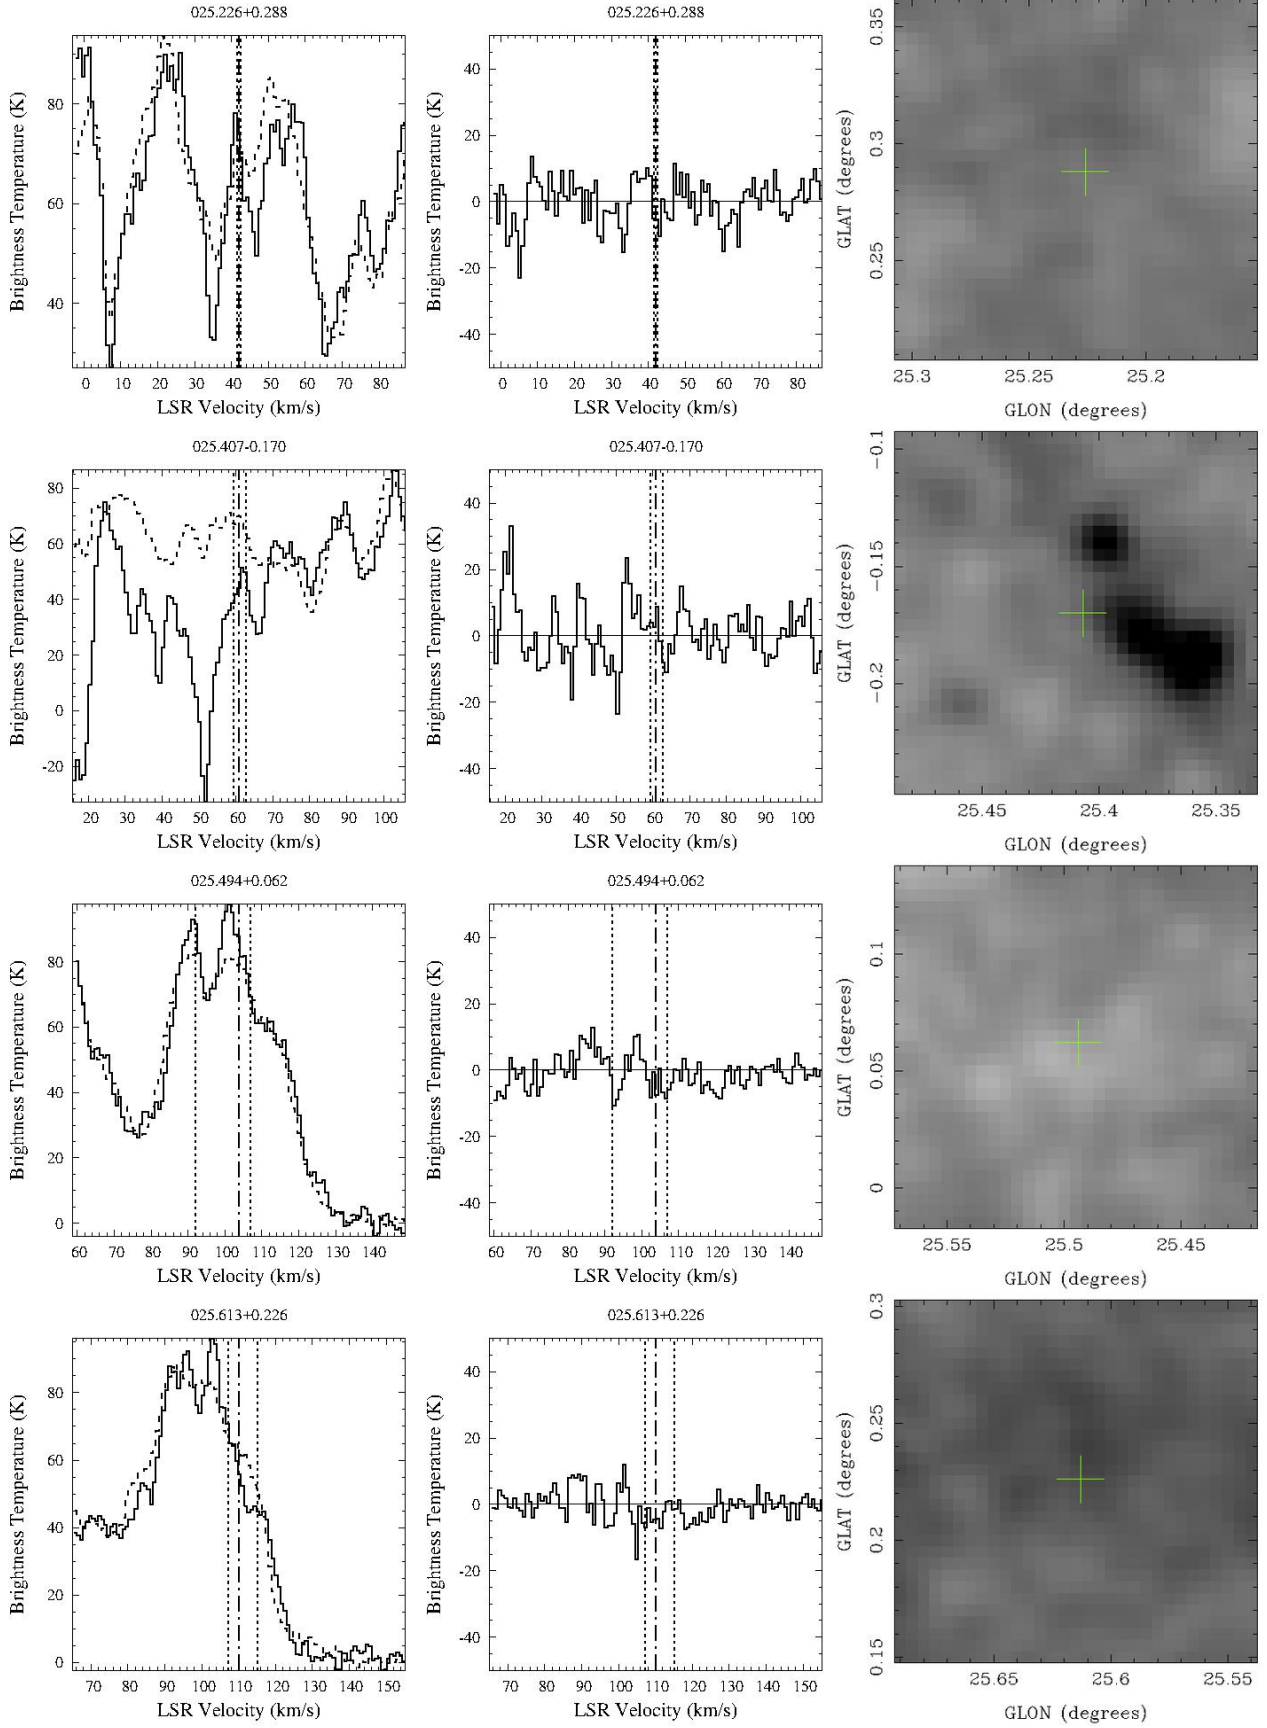 025.226+0.288
Brightness Temperature (K)
80
60
40
0 10 20 30 40 50 60 70 80
LSR Velocity (km/s)
025.226+0.288
Brightness Temperature (K)
40
20
0
-20
-40
0 10 20 30 40 50 60 70 80
LSR Velocity (km/s)
GLAT (degrees)
0.35
0.3
0.25
25.3 25.25 25.2
GLON (degrees)
025.407-0.170
Brightness Temperature (K)
80
60
40
20
0
-20
20 30 40 50 60 70 80 90 100
LSR Velocity (km/s)
025.407-0.170
Brightness Temperature (K)
40
20
0
-20
-40
20 30 40 50 60 70 80 90 100
LSR Velocity (km/s)
GLAT (degrees)
-0.1
-0.15
-0.2
25.45 25.4 25.35
GLON (degrees)
025.494+0.062
Brightness Temperature (K)
80
60
40
20
0
60 70 80 90 100 110 120 130 140
LSR Velocity (km/s)
025.494+0.062
Brightness Temperature (K)
40
20
0
-20
-40
60 70 80 90 100 110 120 130 140
LSR Velocity (km/s)
GLAT (degrees)
0.1
0.05
0
25.55 25.5 25.45
GLON (degrees)
025.613+0.226
Brightness Temperature (K)
80
60
40
20
0
70 80 90 100 110 120 130 140 150
LSR Velocity (km/s)
025.613+0.226
Brightness Temperature (K)
40
20
0
-20
-40
70 80 90 100 110 120 130 140 150
LSR Velocity (km/s)
GLAT (degrees)
0.3
0.25
0.2
0.15
25.65 25.6 25.55
GLON (degrees)